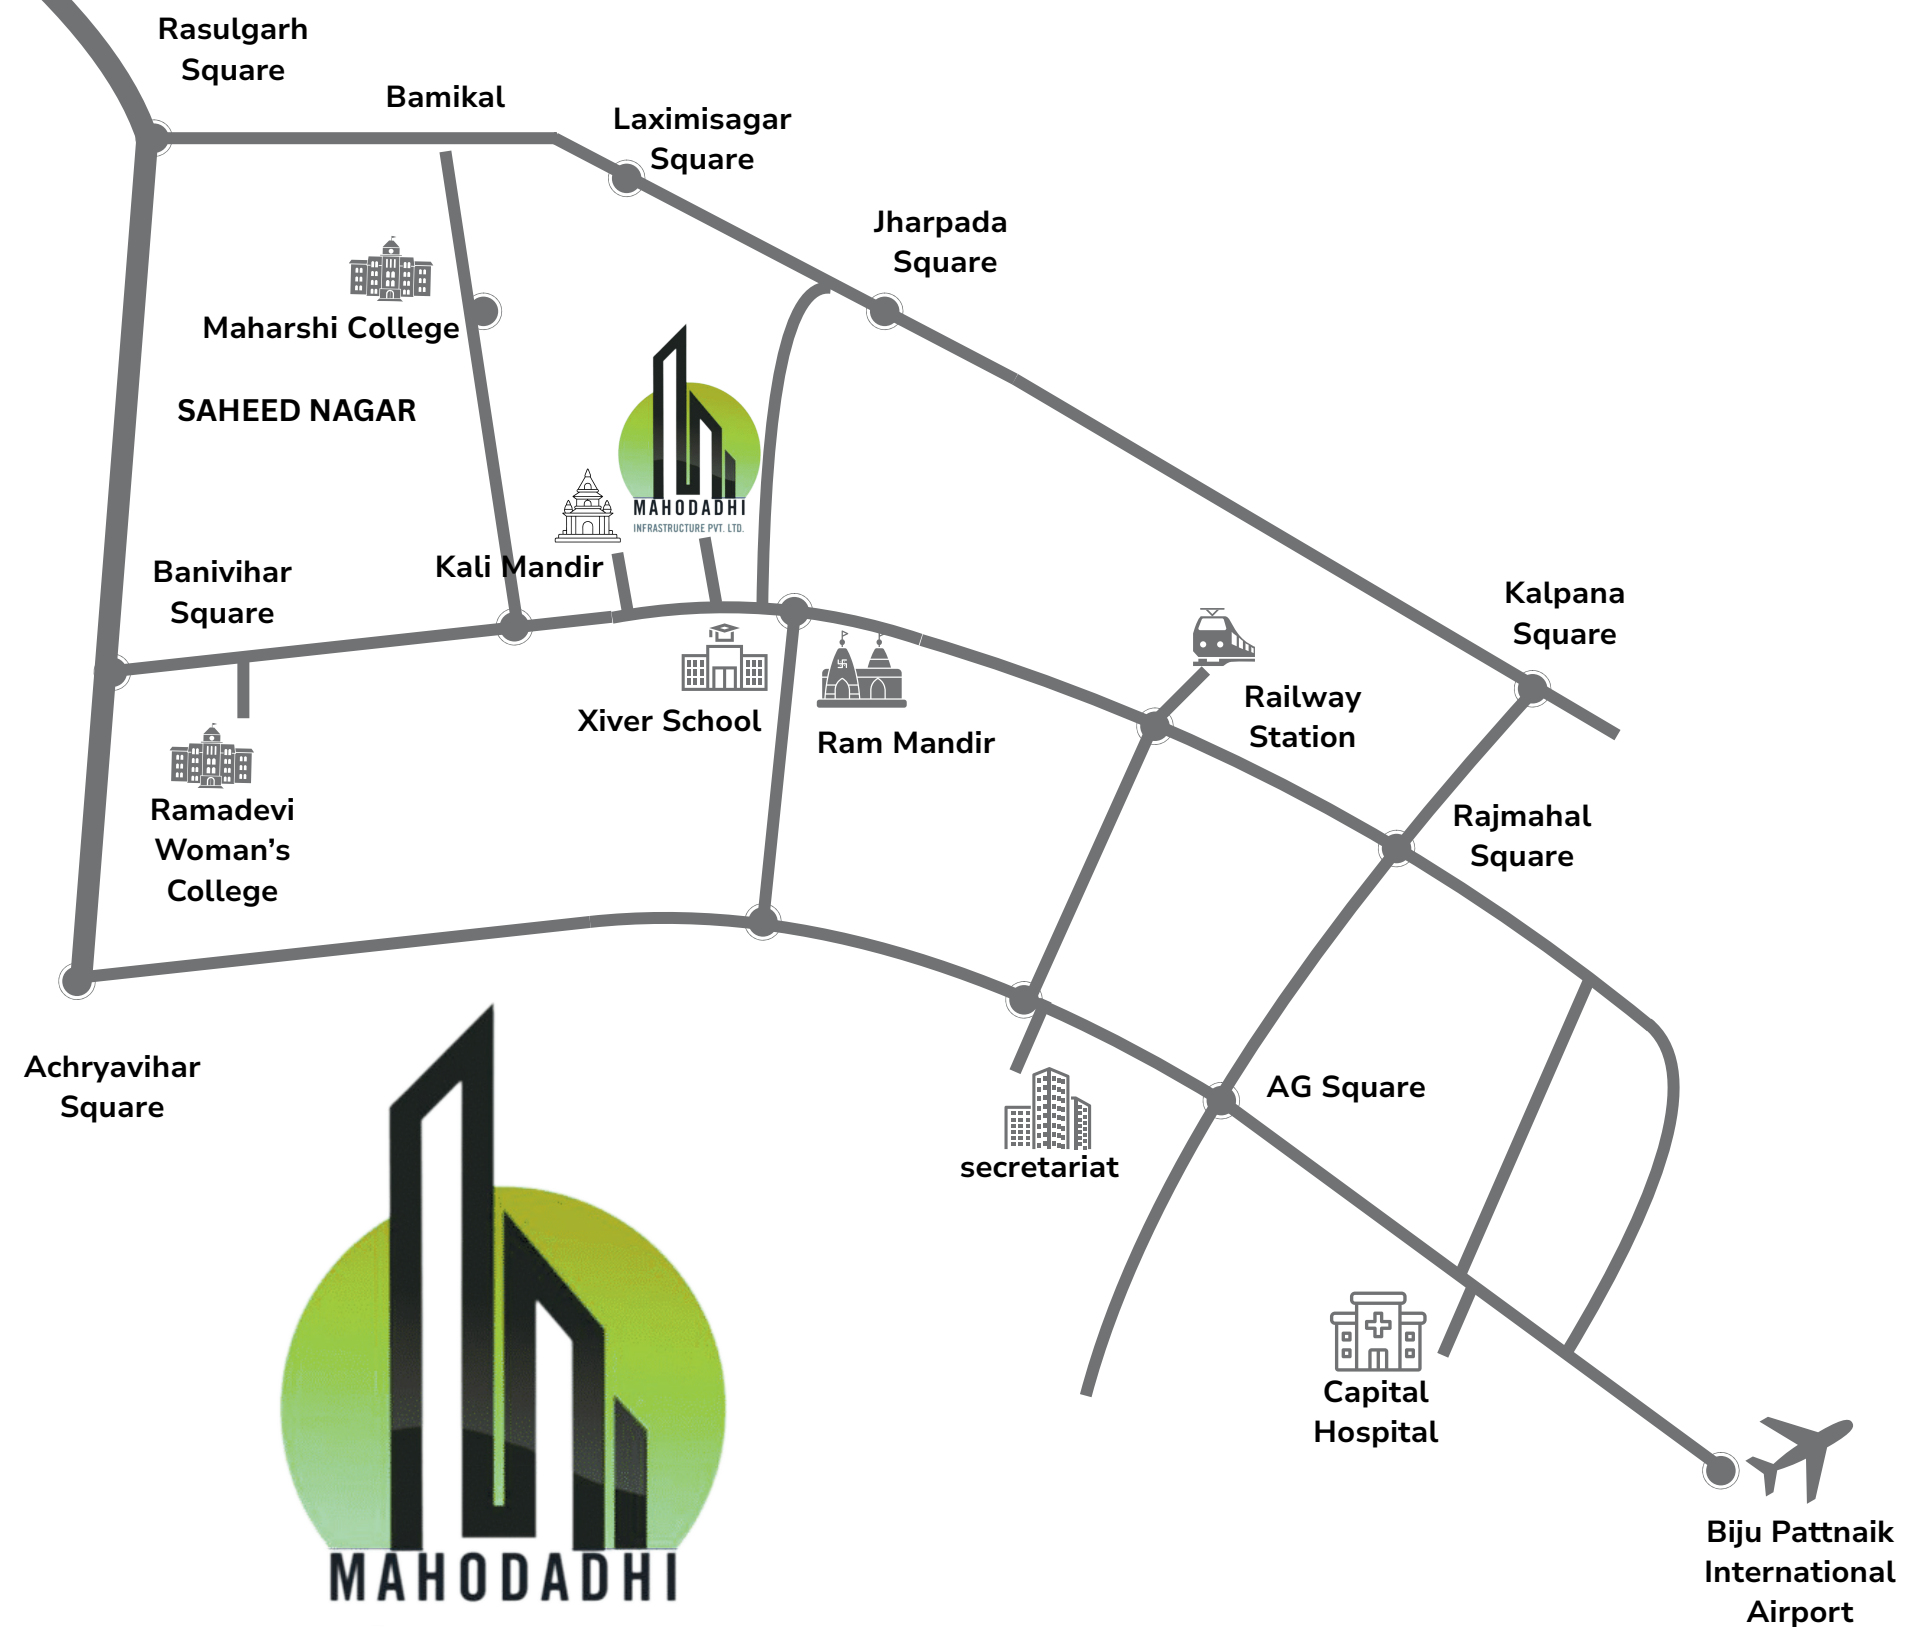 Rasulgarh
Square
Bamikal
Laximisagar
Square
Jharpada
Square
Maharshi College
SAHEED NAGAR
MAHODADHI
INFRASTRUCTURE PVT. LTD.
Kali Mandir
Banivihar
Square
Kalpana
Square
Xiver School
Ram Mandir
Railway
Station
Ramadevi
Woman's
College
Rajmahal
Square
Achryavihar
Square
AG Square
secretariat
Capital
Hospital
MAHODADHI
Biju Pattnaik
International
Airport